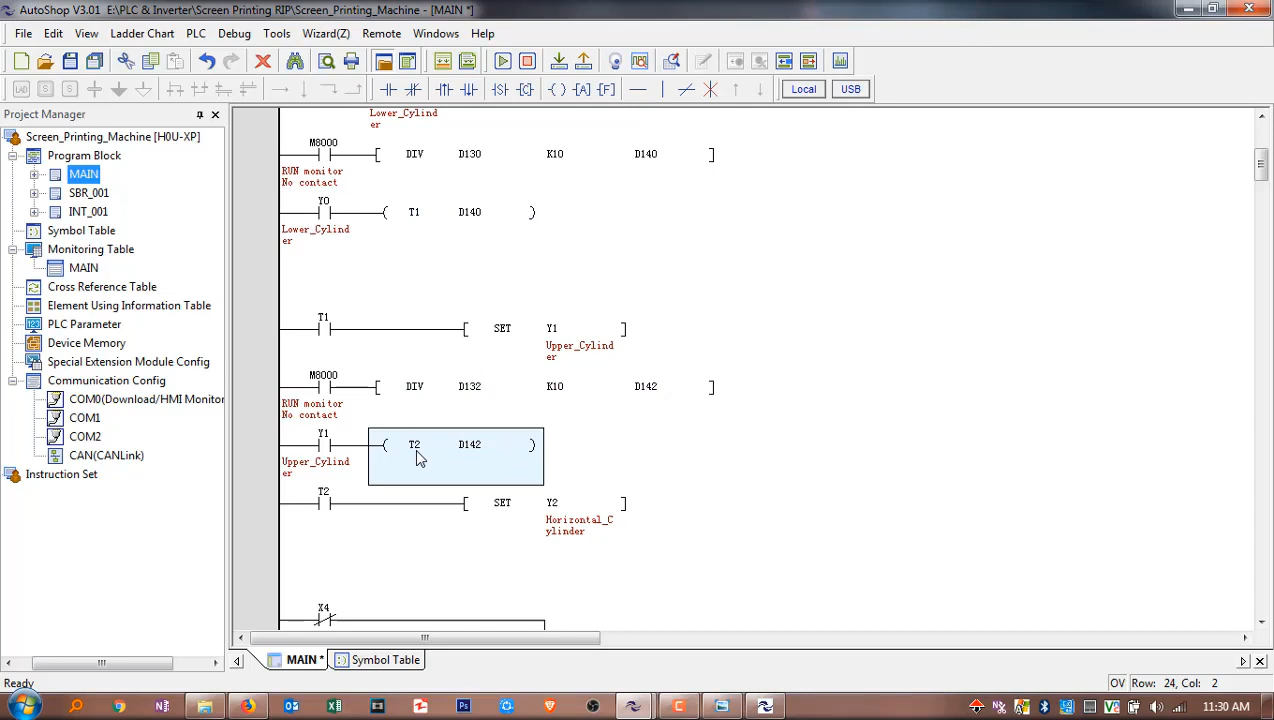 AutoShop V3.01 E:\PLC & Inverter\Screen Printing RIP\Screen_Printing_Machine - [MAIN *]
File Edit View Ladder Chart PLC Debug Tools Wizard(Z) Remote Windows Help
LAD S S F Local USB
Project Manager
Screen_Printing_Machine [H0U-XP]
Program Block
MAIN
SBR_001
INT_001
Symbol Table
Monitoring Table
MAIN
Cross Reference Table
Element Using Information Table
PLC Parameter
Device Memory
Special Extension Module Config
Communication Config
COM0(Download/HMI Monitor
COM1
COM2
CAN(CANLink)
Instruction Set
Lower_Cylind
er
M8000
DIV D130 K10 D140
RUN monitor
No contact
Y0
T1 D140
Lower_Cylind
er
T1
SET Y1
Upper_Cylind
er
M8000
DIV D132 K10 D142
RUN monitor
No contact
Y1
T2 D142
Upper_Cylind
er
T2
SET Y2
Horizontal_C
ylinder
X4
MAIN * Symbol Table
Ready
OV Row: 24, Col: 2
11:30 AM